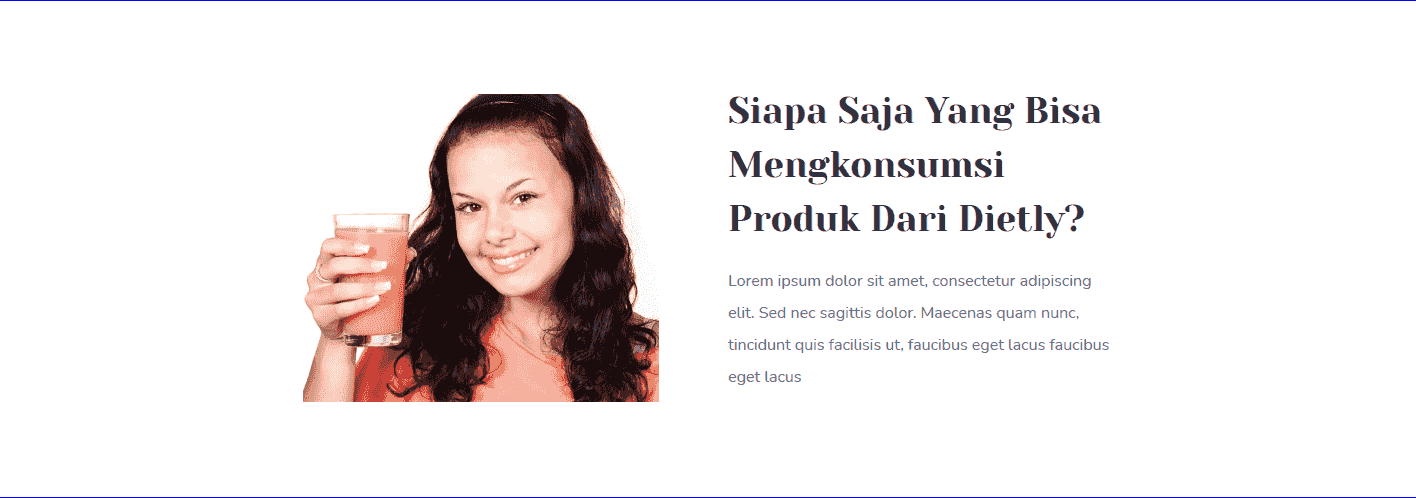 Siapa Saja Yang Bisa
Mengkonsumsi
Produk Dari Dietly?
Lorem ipsum dolor sit amet, consectetur adipiscing
elit. Sed nec sagittis dolor. Maecenas quam nunc,
tincidunt quis facilisis ut, faucibus eget lacus faucibus
eget lacus